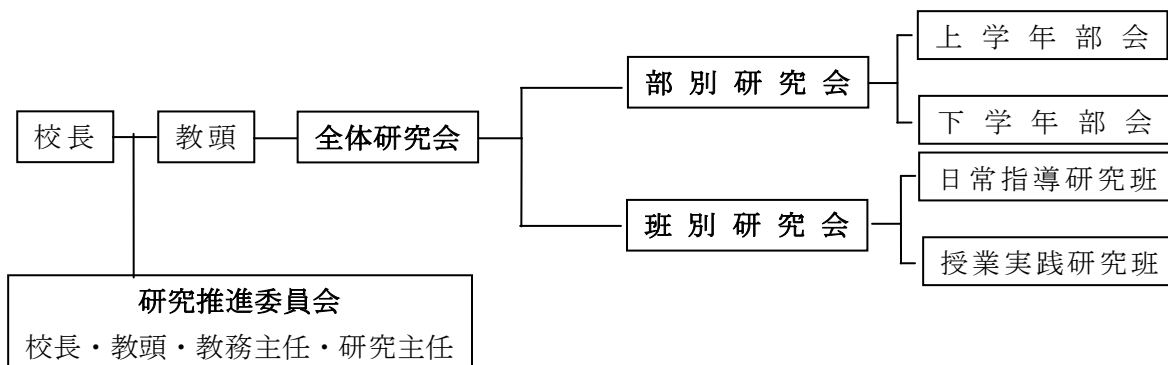 上学年部会
部別研究会
下学年部会
校長
教頭
全体研究会
日常指導研究班
班別研究会
授業実践研究班
研究推進委員会
校長・教頭・教務主任・研究主任